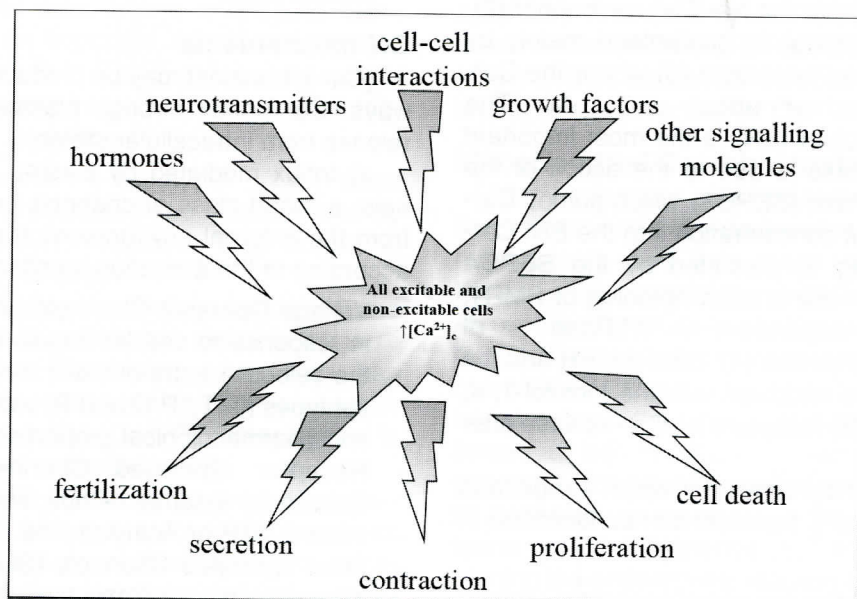 cell-cell
interactions
neurotransmitters
growth factors
hormones
other signalling
molecules
All excitable and
non-excitable cells
↑[Ca²⁺]c
fertilization
cell death
secretion
proliferation
contraction